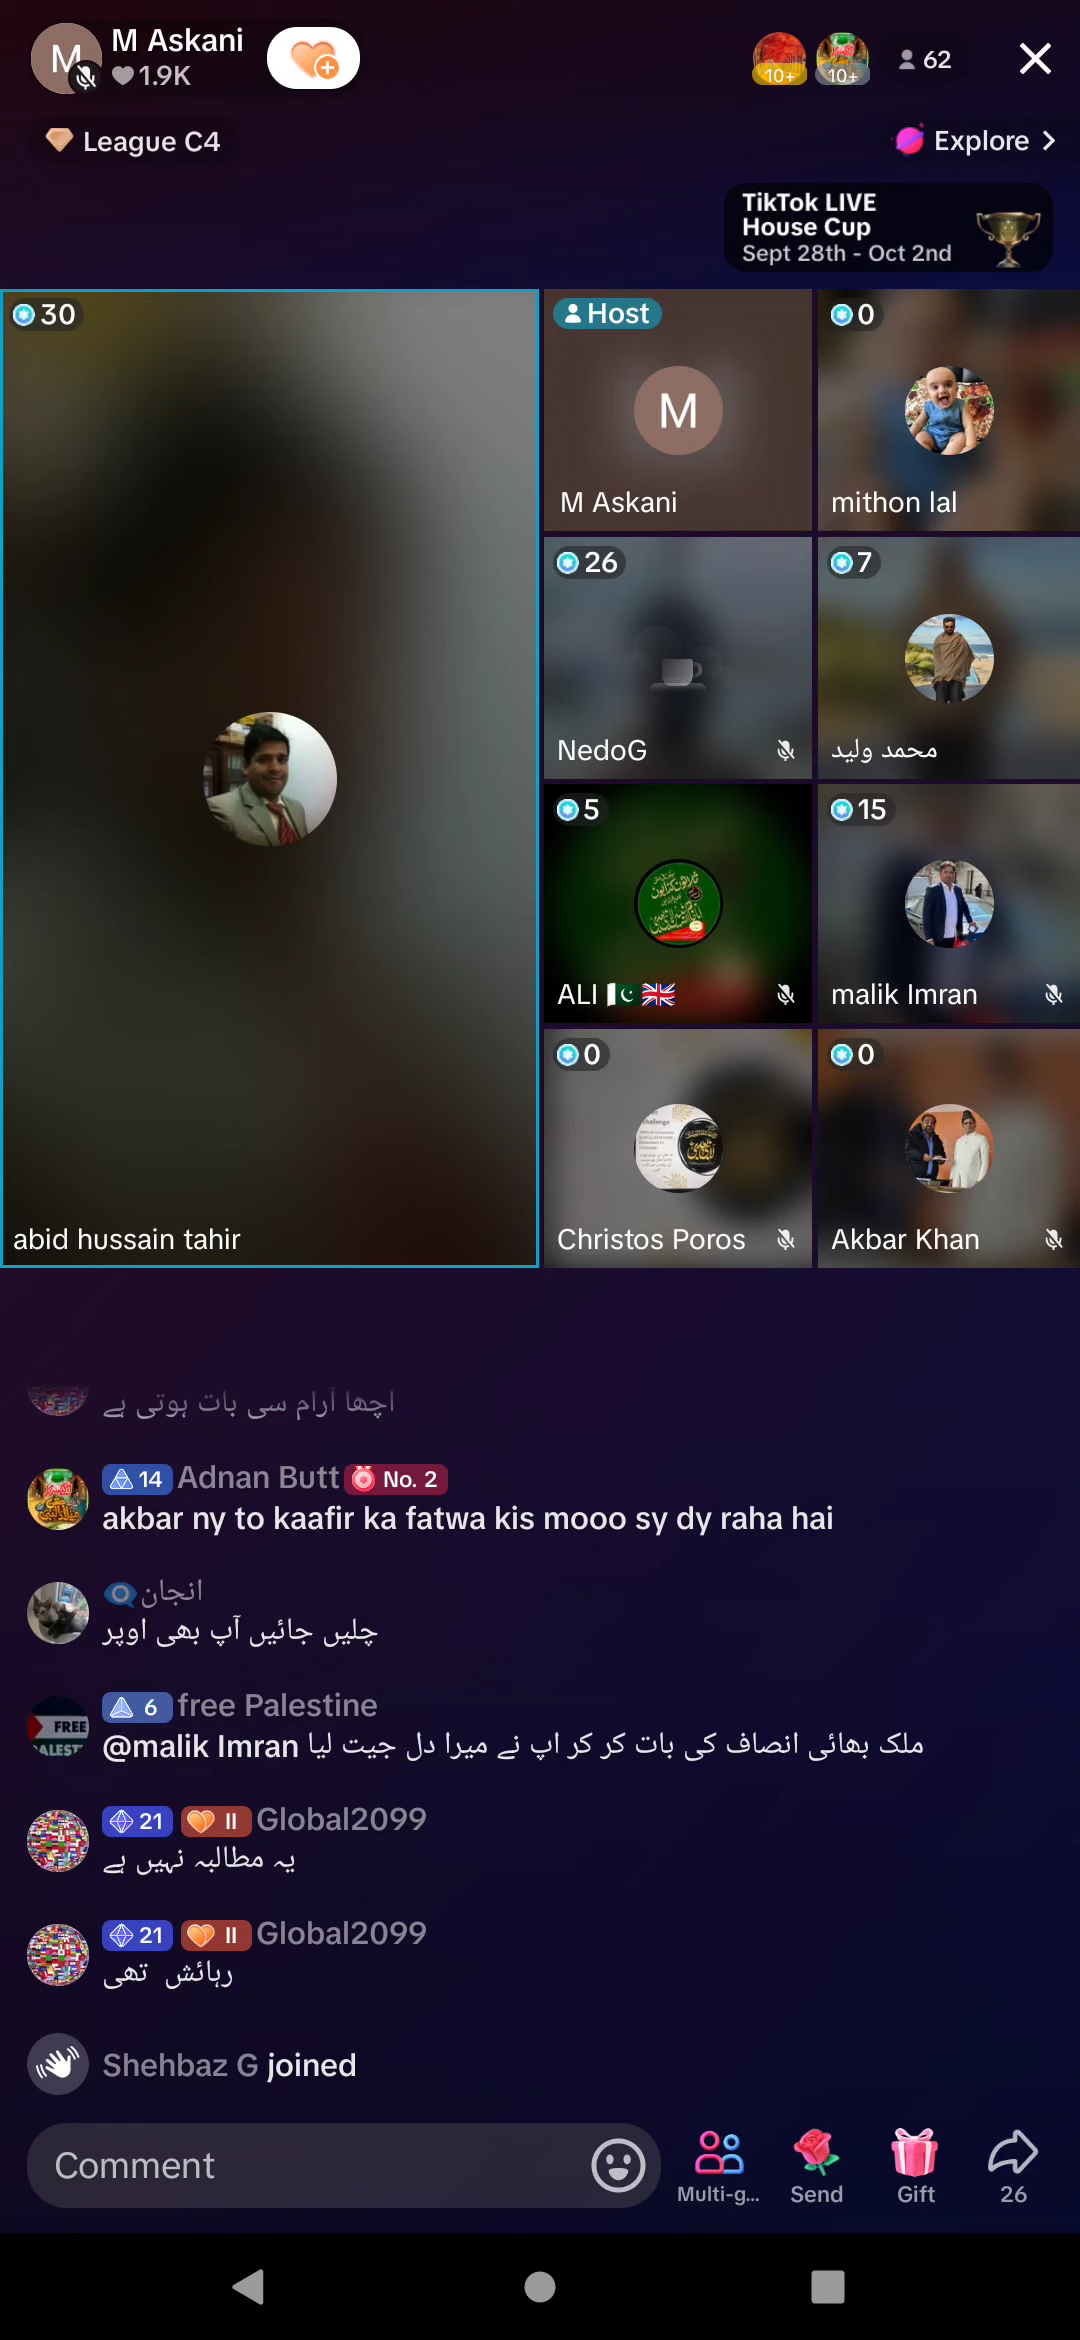 M Askani
M
1.9K
10+
10+
62
League C4
Explore
TikTok LIVE
House Cup
Sept 28th - Oct 2nd
30
abid hussain tahir
Host
M
M Askani
0
mithon lal
26
NedoG
7
محمد ولید
5
ALI 🇵🇰🇬🇧
15
malik Imran
0
challenge
Christos Poros
0
Akbar Khan
اچھا آرام سی بات ہوتی ہے
14 Adnan Butt No. 2
akbar ny to kaafir ka fatwa kis mooo sy dy raha hai
انجان
چلیں جائیں آپ بھی اوپر
FREE
6 free Palestine
@malik Imran ملک بھائی انصاف کی بات کر کر اپ نے میرا دل جیت لیا
21 II Global2099
یہ مطالبہ نہیں ہے
21 II Global2099
رہائش تھی
Shehbaz G joined
Comment
Multi-g...
Send
Gift
26